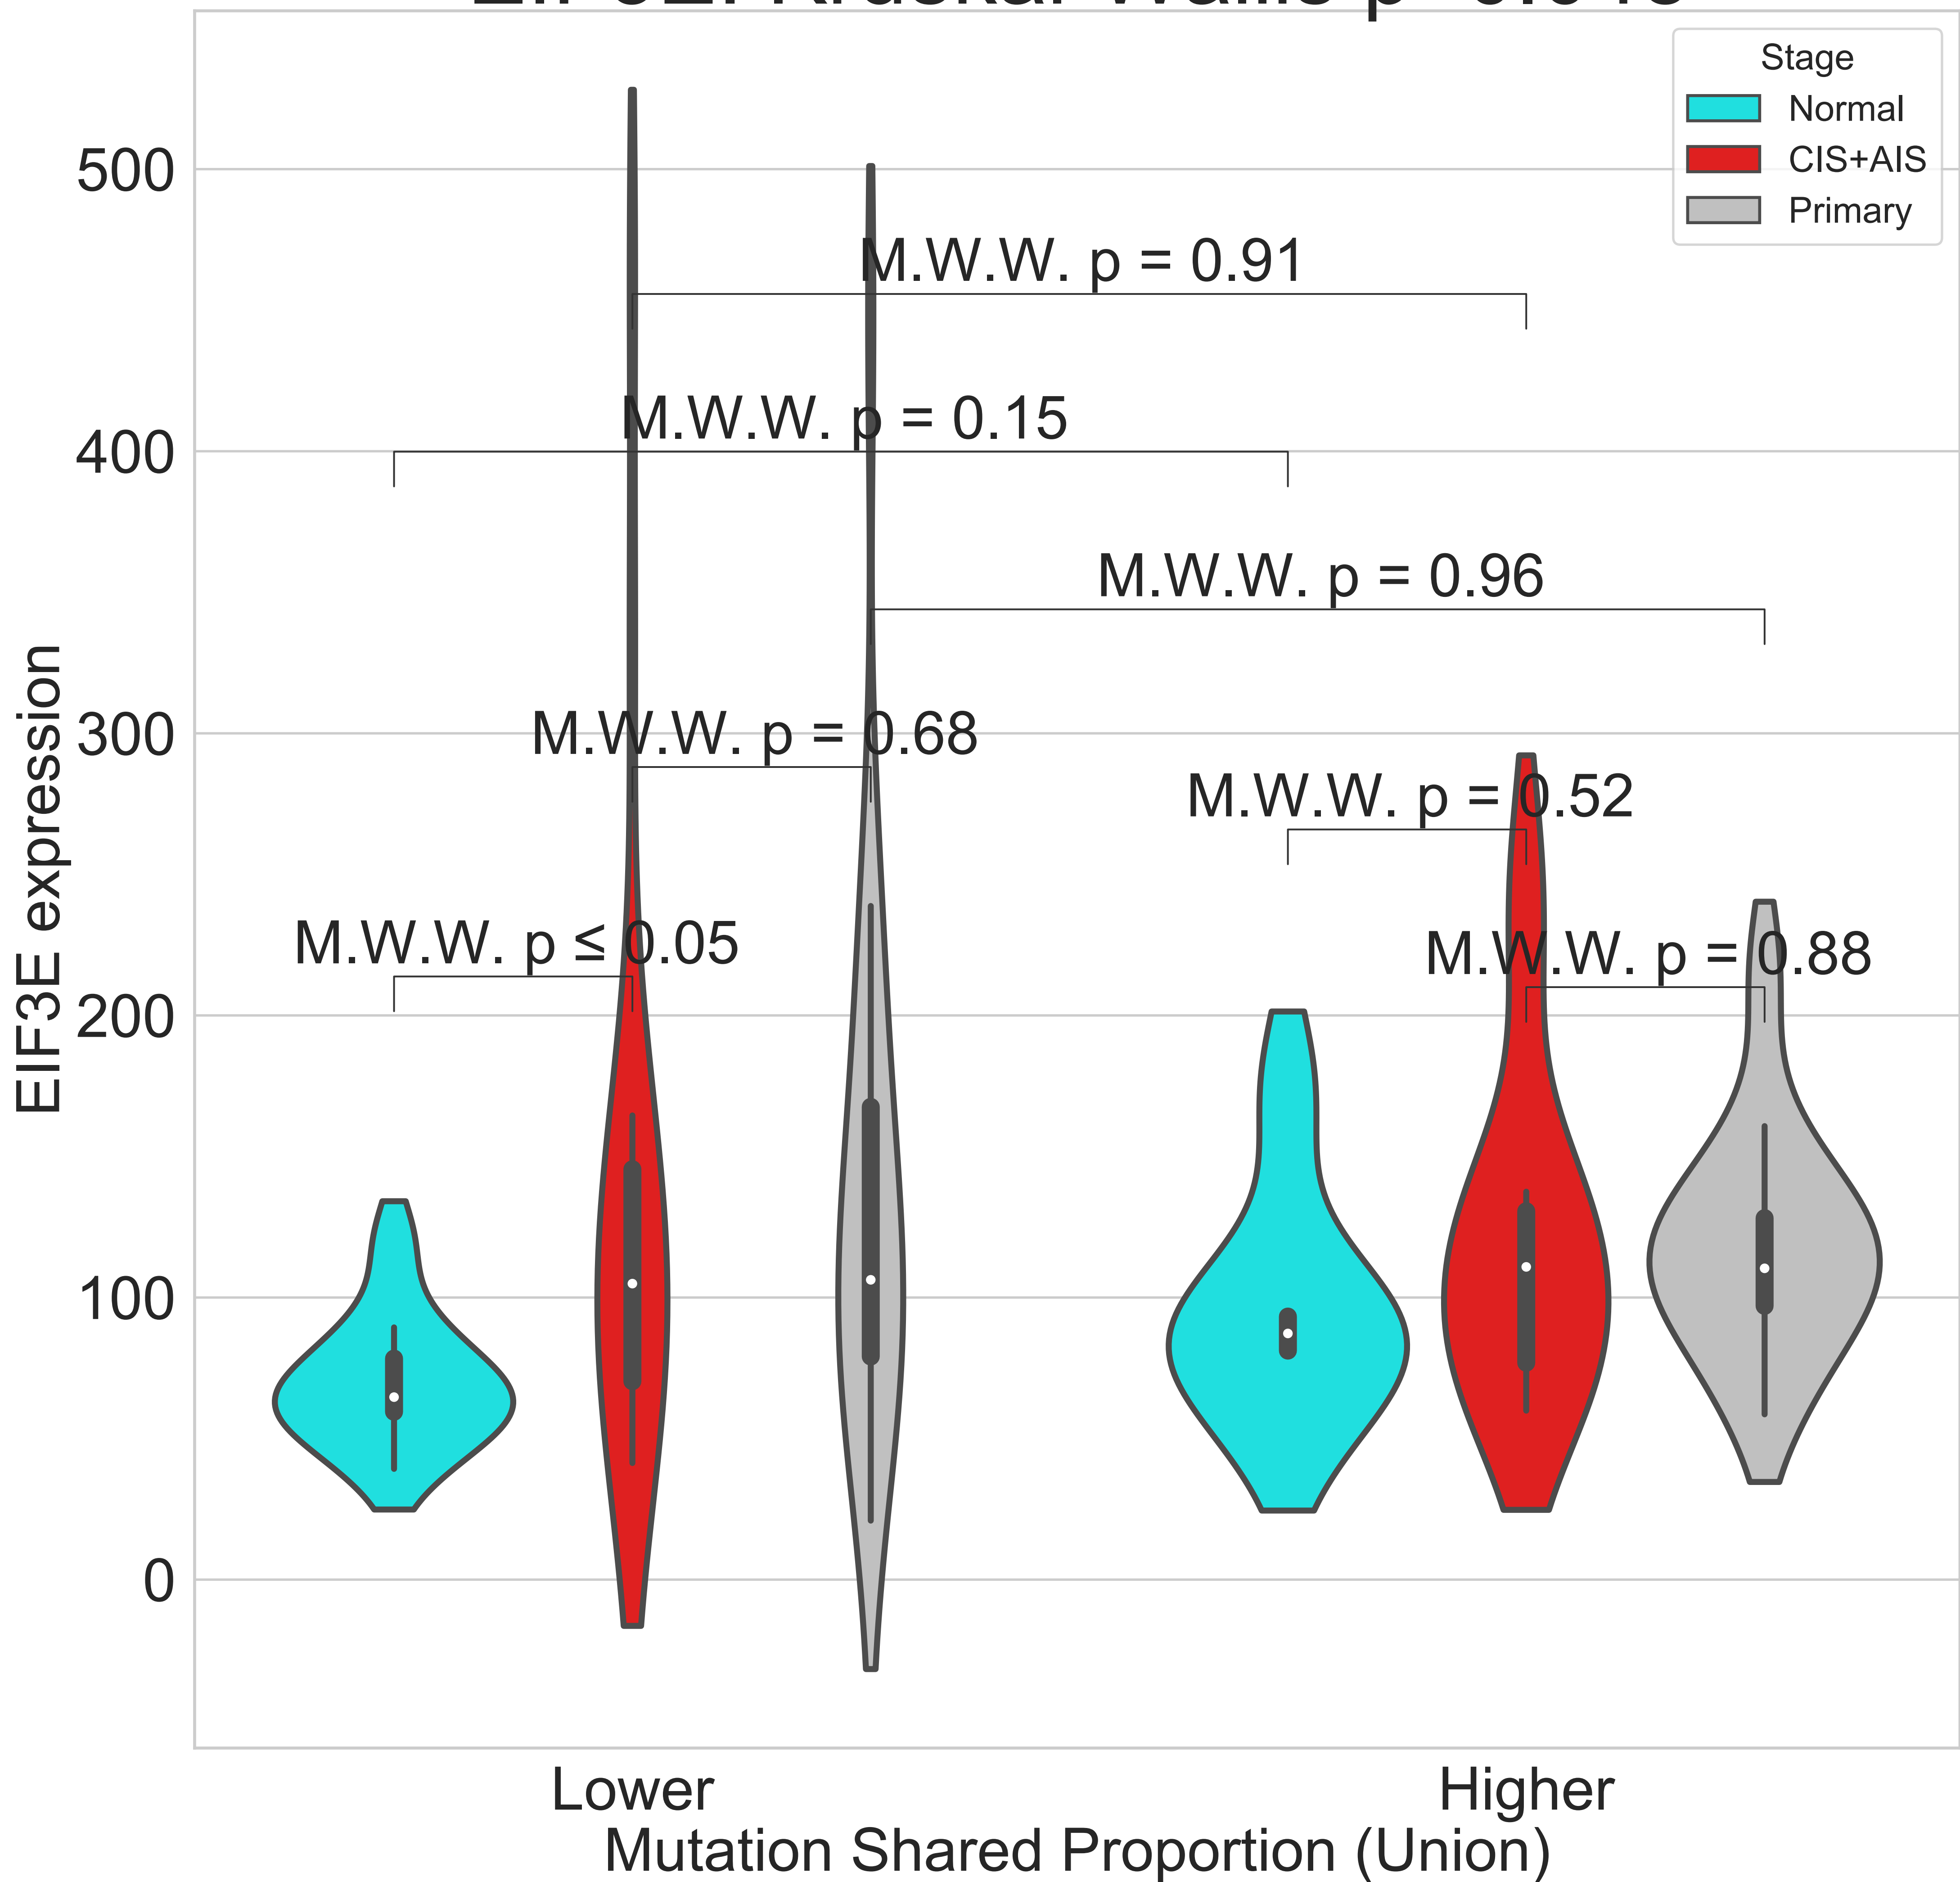 Stage
Normal
CIS+AIS
Primary
500
400
300
200
100
0
EIF3E expression
M.W.W. p = 0.91
M.W.W. p = 0.15
M.W.W. p = 0.96
M.W.W. p = 0.68
M.W.W. p = 0.52
M.W.W. p ≤ 0.05
M.W.W. p = 0.88
Lower
Higher
Mutation Shared Proportion (Union)